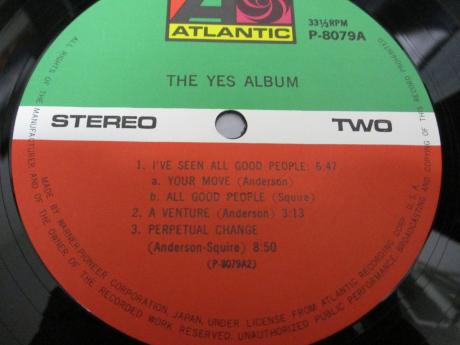 ATLANTIC
33⅓RPM
P-8079A
THE YES ALBUM
STEREO
TWO
1. I'VE SEEN ALL GOOD PEOPLE: 6:47
a. YOUR MOVE (Anderson)
b. ALL GOOD PEOPLE (Squire)
2. A VENTURE (Anderson) 3:13
3. PERPETUAL CHANGE
(Anderson-Squire) 8:50
(P-8079A2)
ALL RIGHTS OF THE MANUFACTURER AND OF THE OWNER OF THE RECORDED WORK RESERVED. UNAUTHORIZED PUBLIC PERFORMANCE, BROADCASTING AND COPYING OF THIS RECORD PROHIBITED
MADE BY WARNER-PIONEER CORPORATION, JAPAN, UNDER LICENSE FROM ATLANTIC RECORDING CORP. U.S.A.